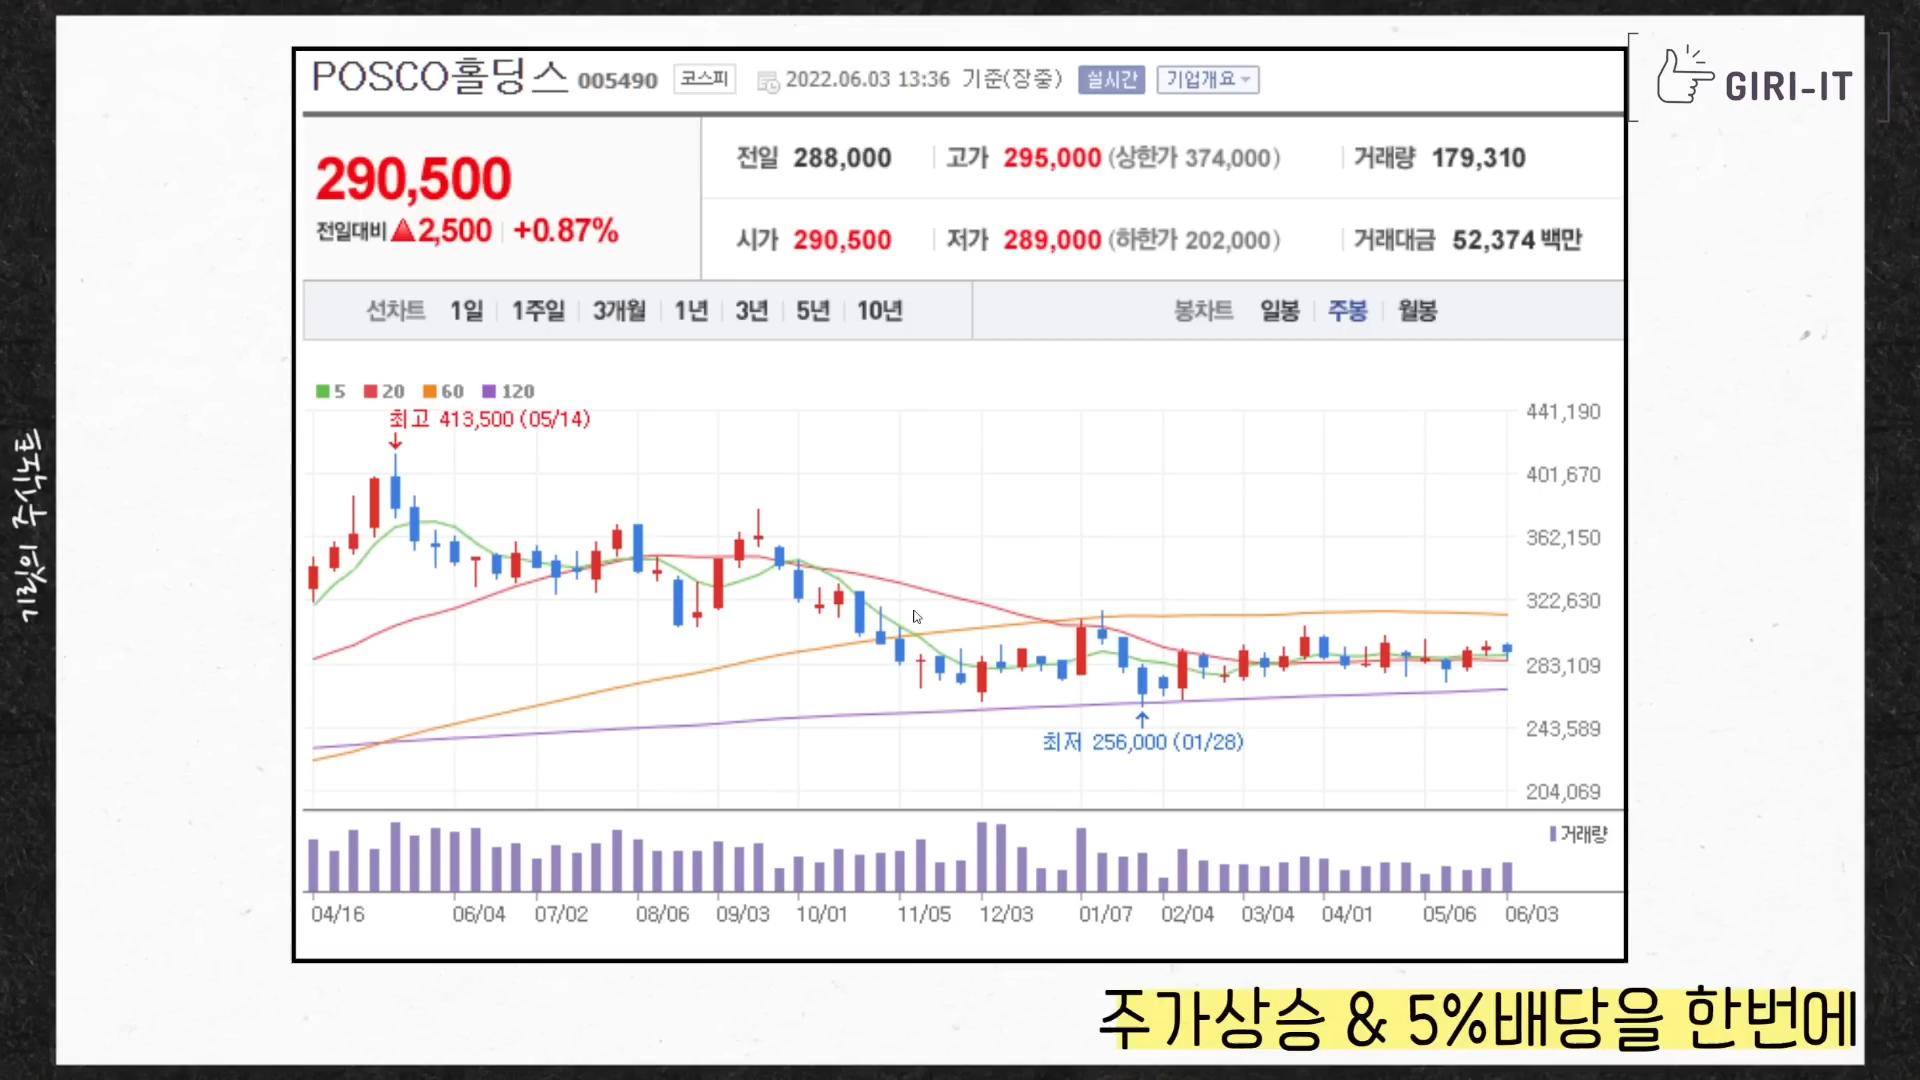 POSCO홀딩스 005490 코스피 2022.06.03 13:36 기준(장중) 실시간 기업개요
GIRI-IT
290,500
전일대비 ▲2,500 +0.87%
전일 288,000 고가 295,000 (상한가 374,000) 거래량 179,310
시가 290,500 저가 289,000 (하한가 202,000) 거래대금 52,374 백만
선차트 1일 1주일 3개월 1년 3년 5년 10년 봉차트 일봉 주봉 월봉
5 20 60 120
최고 413,500 (05/14)
441,190
401,670
362,150
322,630
283,109
243,589
204,069
최저 256,000 (01/28)
거래량
04/16 06/04 07/02 08/06 09/03 10/01 11/05 12/03 01/07 02/04 03/04 04/01 05/06 06/03
기릿의 주식노트
주가상승 & 5%배당을 한번에